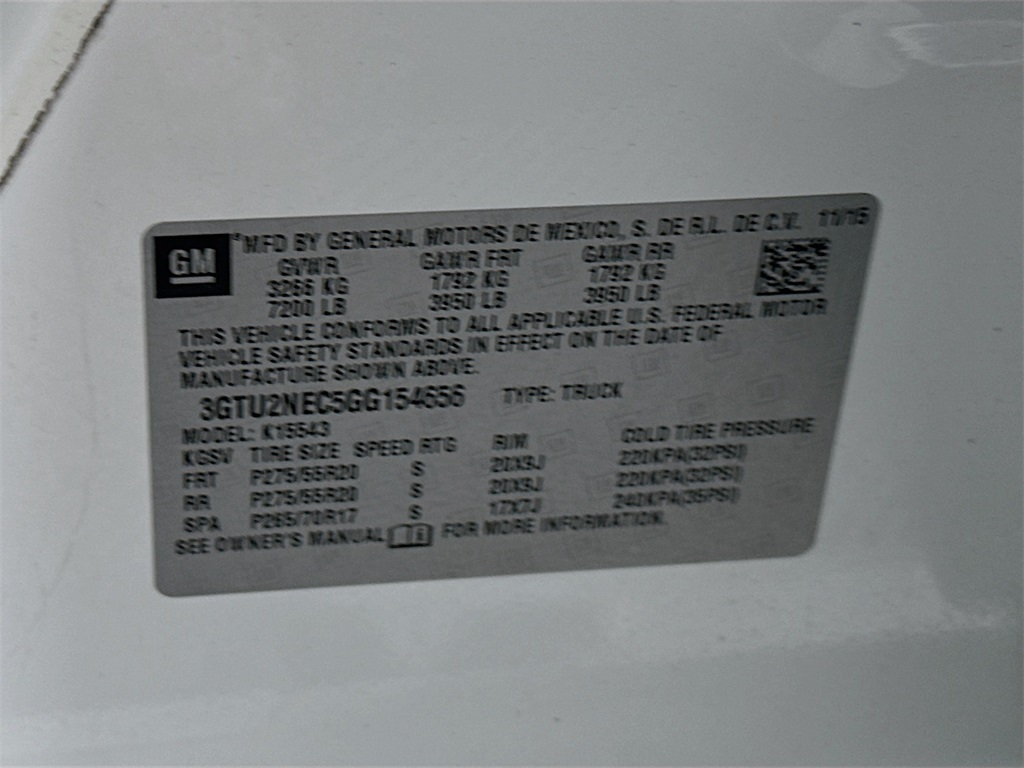 GM
MFD BY GENERAL MOTORS DE MEXICO, S. DE R.L. DE C.V. 11/15
GVWR GAWR FRT GAWR RR
3266 KG 1792 KG 1792 KG
7200 LB 3950 LB 3950 LB
THIS VEHICLE CONFORMS TO ALL APPLICABLE U.S. FEDERAL MOTOR
VEHICLE SAFETY STANDARDS IN EFFECT ON THE DATE OF
MANUFACTURE SHOWN ABOVE.
3GTU2NEC5GG154656 TYPE: TRUCK
MODEL: K15543
KGSV TIRE SIZE SPEED RTG RIM COLD TIRE PRESSURE
FRT P275/55R20 S 20X9J 220KPA(32PSI)
RR P275/55R20 S 20X9J 220KPA(32PSI)
SPA P265/70R17 S 17X7J 240KPA(35PSI)
SEE OWNER'S MANUAL FOR MORE INFORMATION.